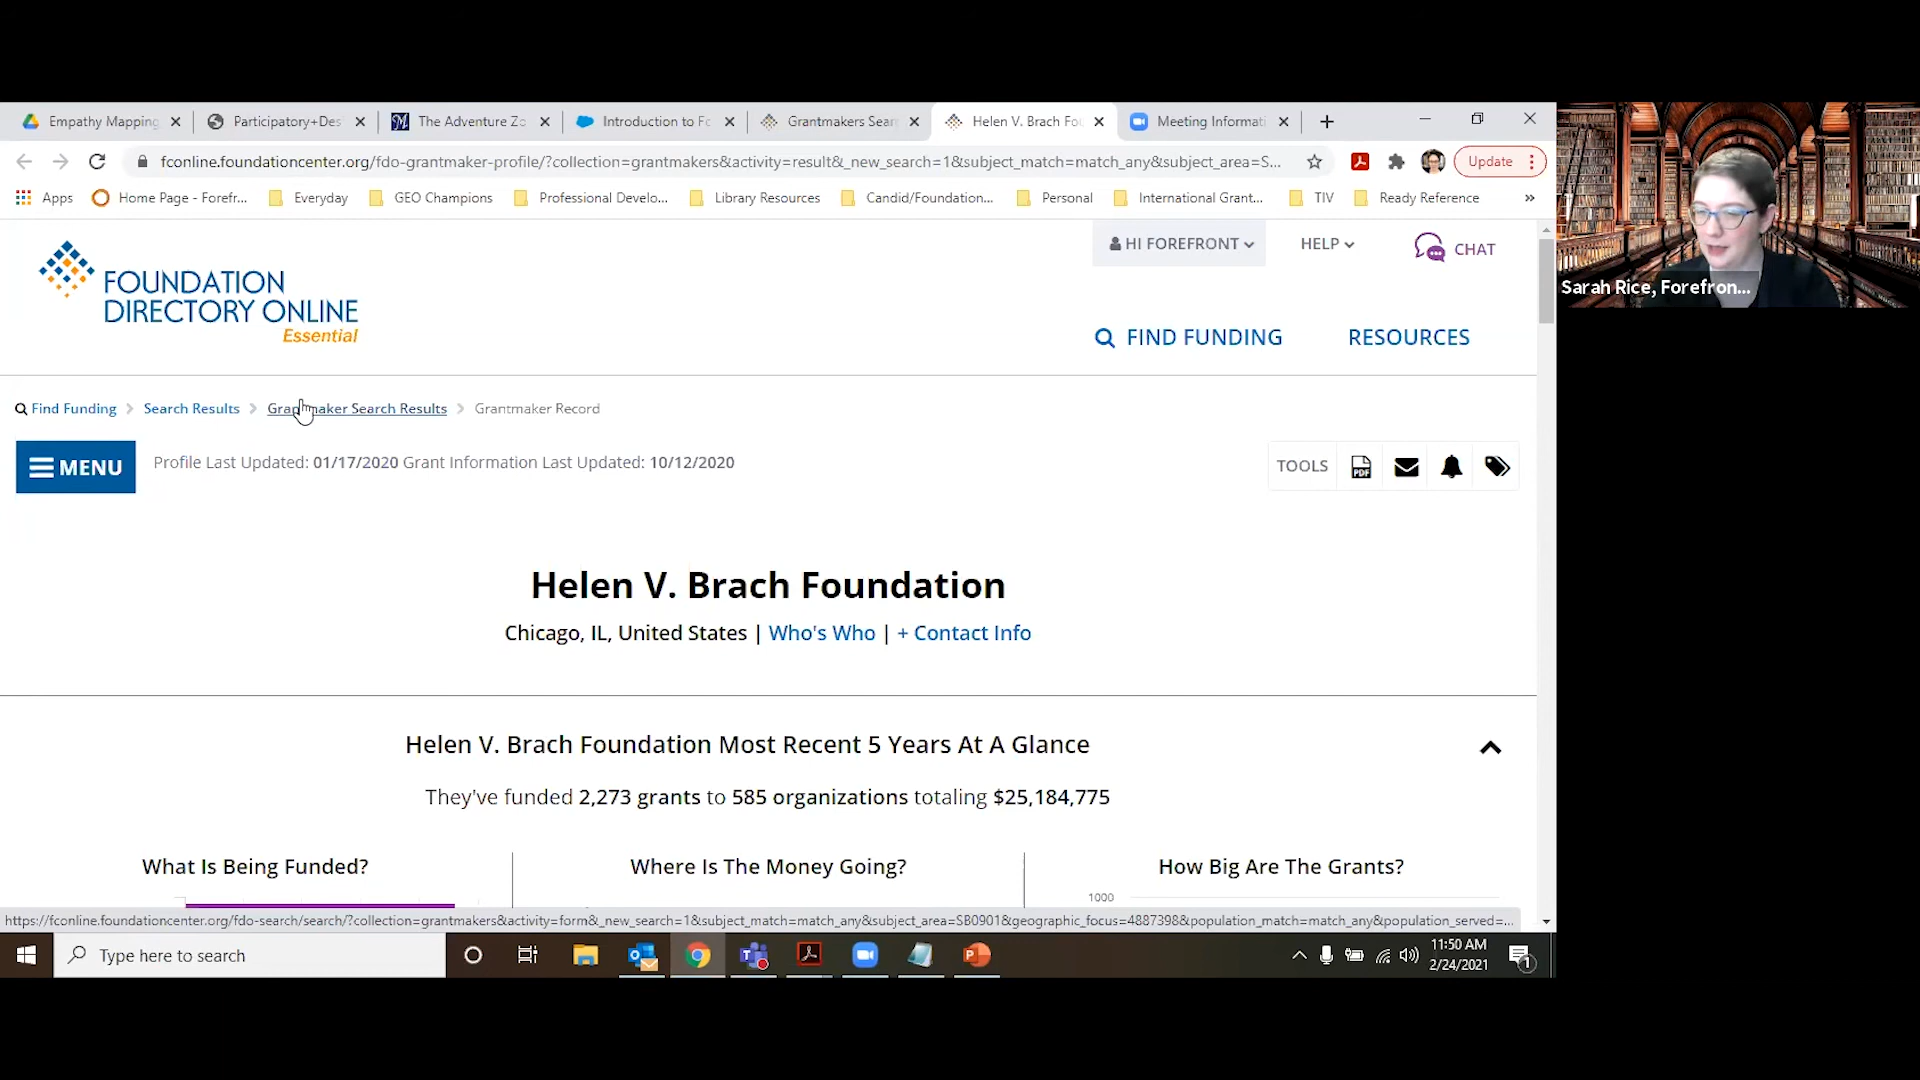 Empathy Mapping
Participatory+Des
The Adventure Zo
Introduction to Fo
Grantmakers Sear
Helen V. Brach Fou
Meeting Informati
fconline.foundationcenter.org/fdo-grantmaker-profile/?collection=grantmakers&activity=result&_new_search=1&subject_match=match_any&subject_area=S...
Update
Apps
Home Page - Forefr...
Everyday
GEO Champions
Professional Develo...
Library Resources
Candid/Foundation...
Personal
International Grant...
TIV
Ready Reference
»
FOUNDATION
DIRECTORY ONLINE
Essential
HI FOREFRONT
HELP
CHAT
FIND FUNDING
RESOURCES
Sarah Rice, Forefron...
Find Funding > Search Results > Grantmaker Search Results > Grantmaker Record
MENU
Profile Last Updated: 01/17/2020 Grant Information Last Updated: 10/12/2020
TOOLS
PDF
Helen V. Brach Foundation
Chicago, IL, United States | Who's Who | + Contact Info
Helen V. Brach Foundation Most Recent 5 Years At A Glance
They've funded 2,273 grants to 585 organizations totaling $25,184,775
What Is Being Funded?
Where Is The Money Going?
How Big Are The Grants?
1000
https://fconline.foundationcenter.org/fdo-search/search/?collection=grantmakers&activity=form&_new_search=1&subject_match=match_any&subject_area=SB0901&geographic_focus=4887398&population_match=match_any&population_served=...
Type here to search
11:50 AM
2/24/2021
1